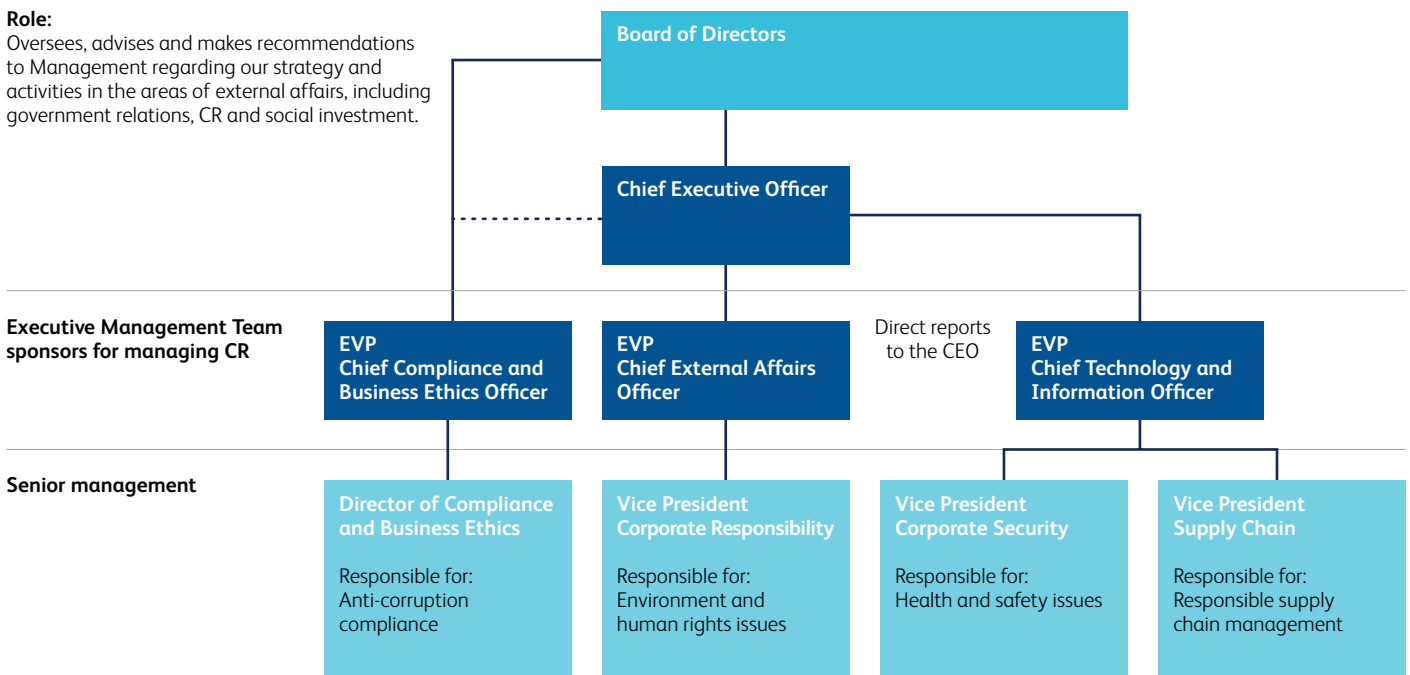 Role:
Oversees, advises and makes recommendations
to Management regarding our strategy and
activities in the areas of external affairs, including
government relations, CR and social investment.
Board of Directors
Chief Executive Officer
Executive Management Team
sponsors for managing CR
EVP
Chief Compliance and
Business Ethics Officer
EVP
Chief External Affairs
Officer
Direct reports
to the CEO
EVP
Chief Technology and
Information Officer
Senior management
Director of Compliance
and Business Ethics
Responsible for:
Anti-corruption
compliance
Vice President
Corporate Responsibility
Responsible for:
Environment and
human rights issues
Vice President
Corporate Security
Responsible for:
Health and safety issues
Vice President
Supply Chain
Responsible for:
Responsible supply
chain management